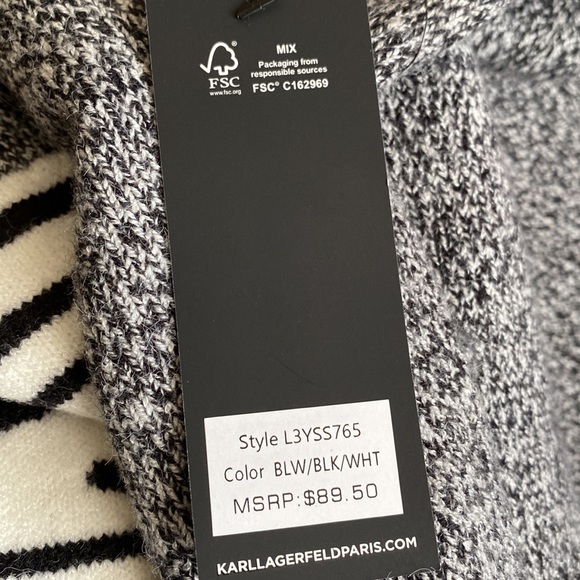 MIX
Packaging from
responsible sources
FSC® C162969
FSC
www.fsc.org
Style L3YSS765
Color BLW/BLK/WHT
MSRP:$89.50
KARLLAGERFELDPARIS.COM